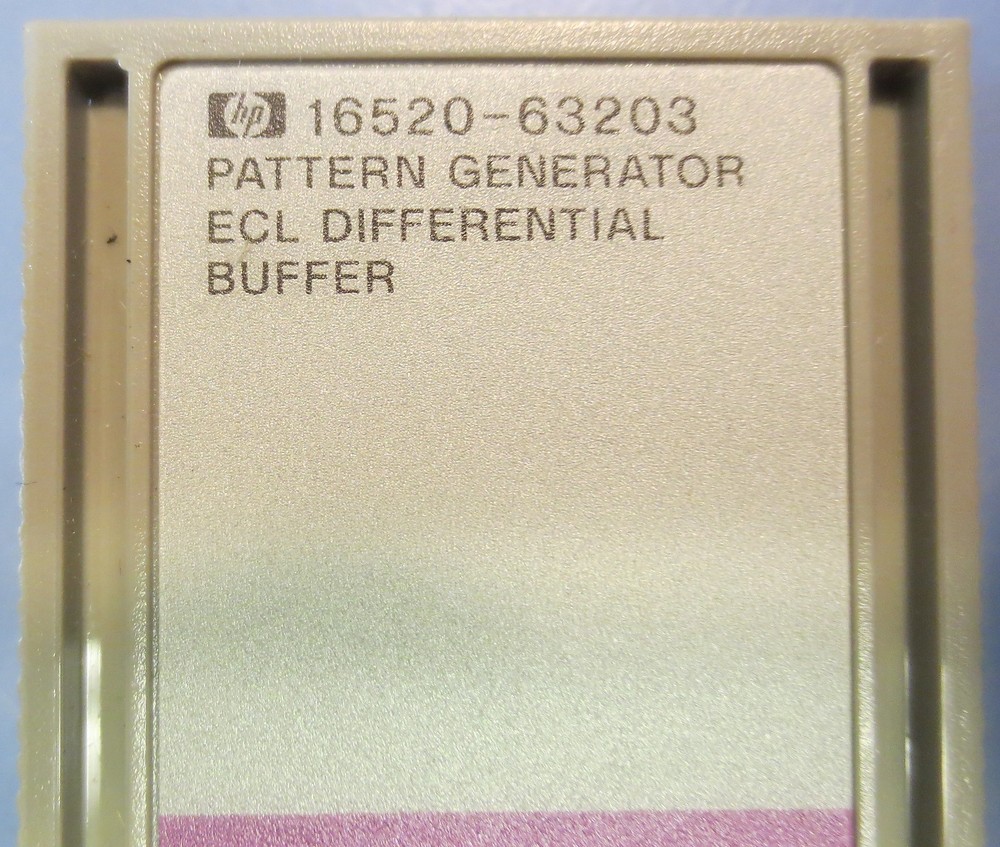 hp 16520-63203
PATTERN GENERATOR
ECL DIFFERENTIAL
BUFFER